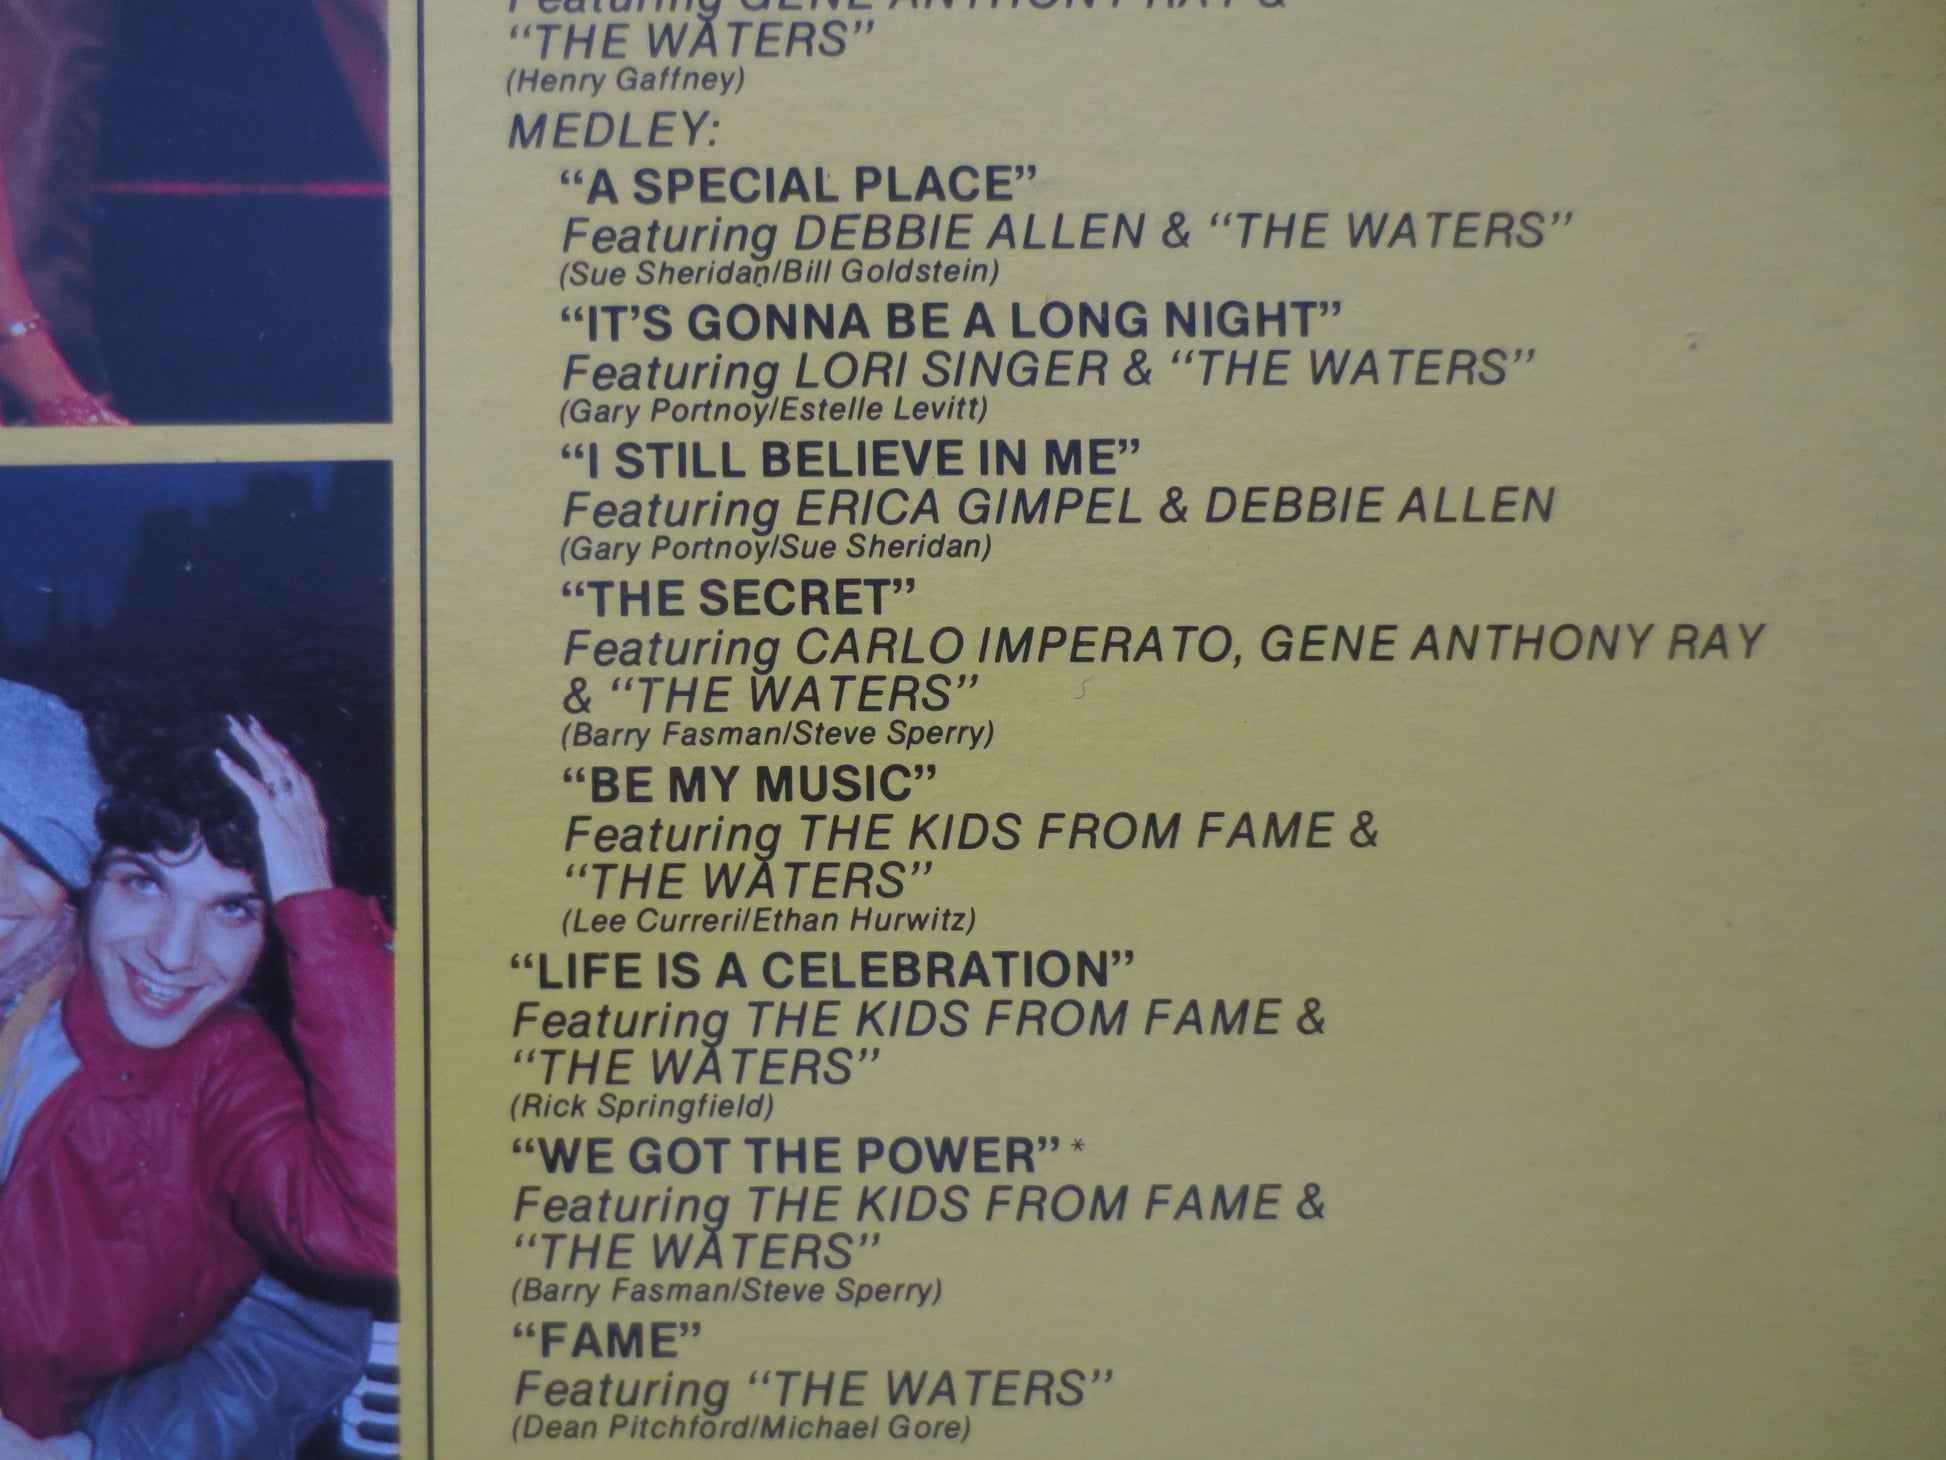 Featuring GENE ANTHONY RAY &
“THE WATERS”
(Henry Gaffney)
MEDLEY:
“A SPECIAL PLACE”
Featuring DEBBIE ALLEN & “THE WATERS”
(Sue Sheridan/Bill Goldstein)
“IT’S GONNA BE A LONG NIGHT”
Featuring LORI SINGER & “THE WATERS”
(Gary Portnoy/Estelle Levitt)
“I STILL BELIEVE IN ME”
Featuring ERICA GIMPEL & DEBBIE ALLEN
(Gary Portnoy/Sue Sheridan)
“THE SECRET”
Featuring CARLO IMPERATO, GENE ANTHONY RAY
& “THE WATERS”
(Barry Fasman/Steve Sperry)
“BE MY MUSIC”
Featuring THE KIDS FROM FAME &
“THE WATERS”
(Lee Curreri/Ethan Hurwitz)
“LIFE IS A CELEBRATION”
Featuring THE KIDS FROM FAME &
“THE WATERS”
(Rick Springfield)
“WE GOT THE POWER” *
Featuring THE KIDS FROM FAME &
“THE WATERS”
(Barry Fasman/Steve Sperry)
“FAME”
Featuring “THE WATERS”
(Dean Pitchford/Michael Gore)